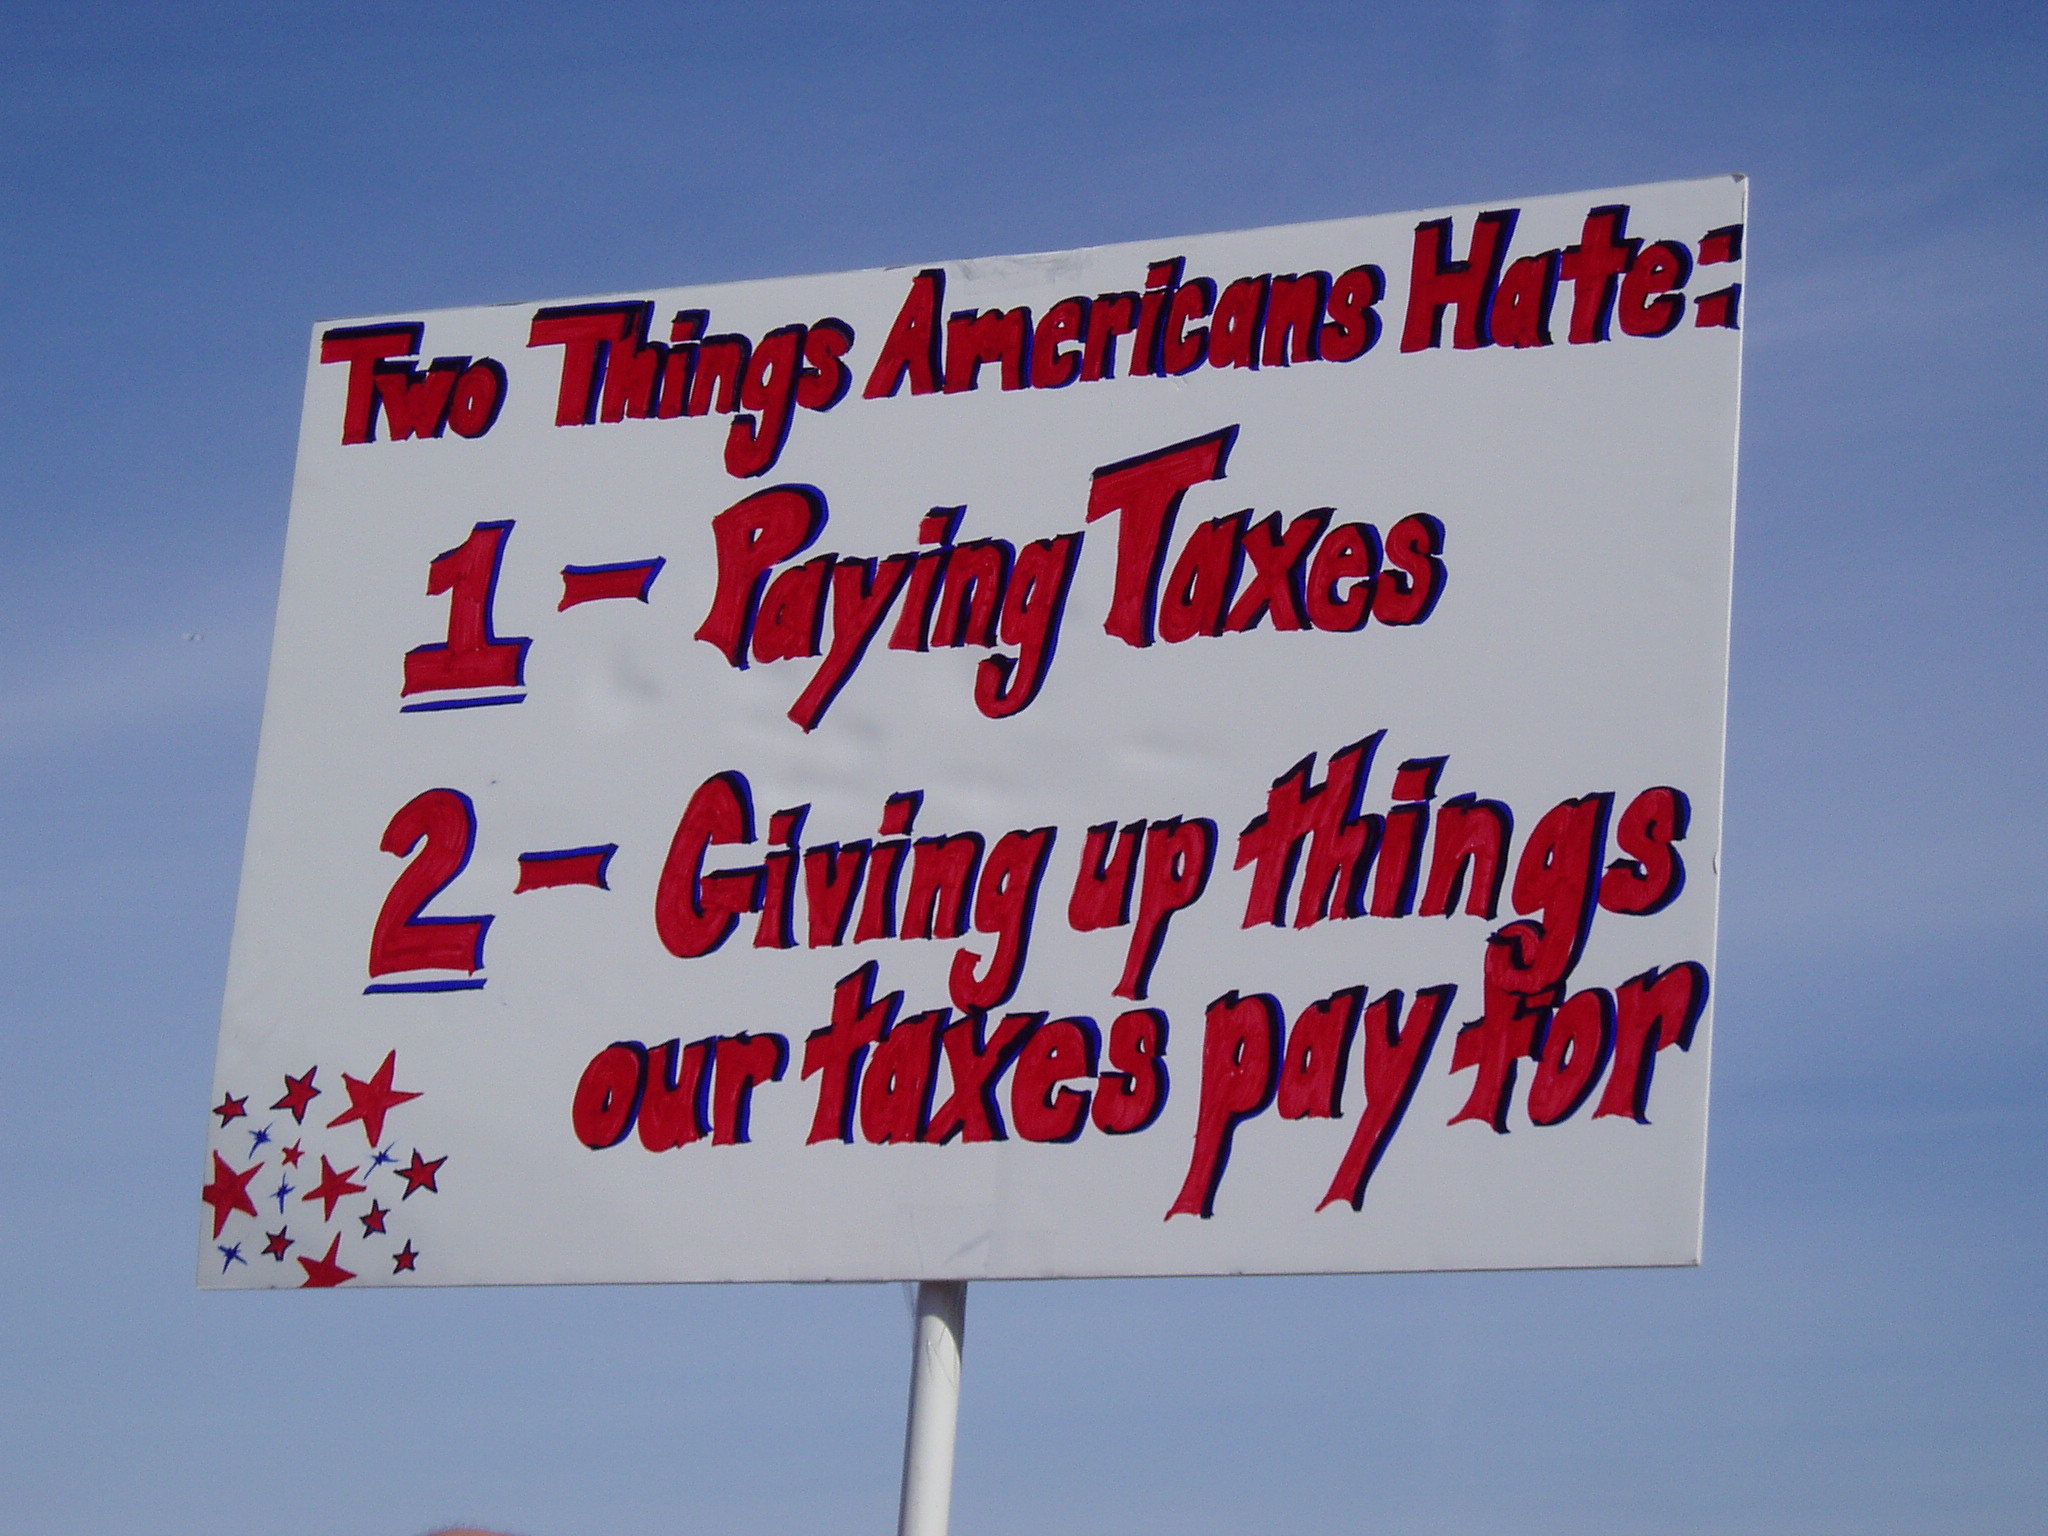 Two Things Americans Hate:
1 - Paying Taxes
2 - Giving up things
our taxes pay for